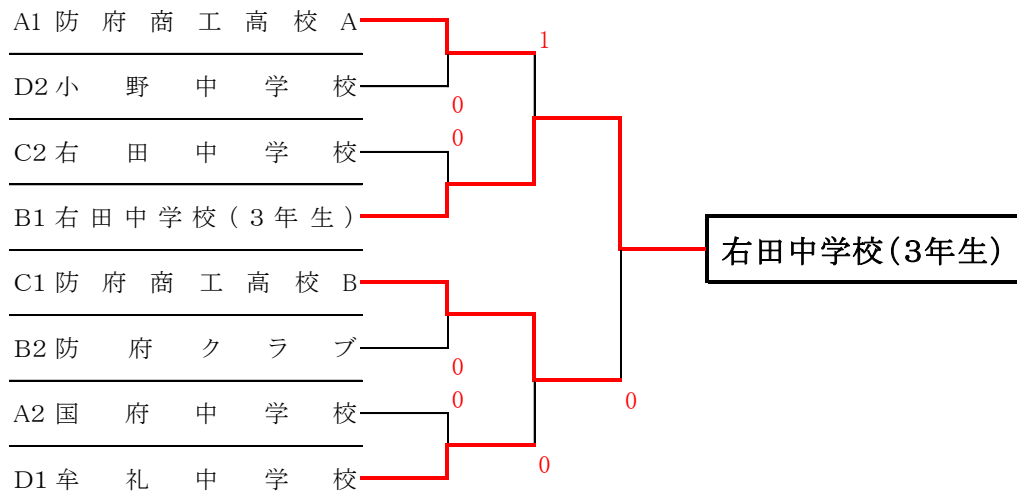 A1 防府商工高校A
1
D2 小野中学校
0
0
C2 右田中学校
B1 右田中学校(3年生)
右田中学校(3年生)
C1 防府商工高校B
B2 防府クラブ
0
0
A2 国府中学校
0
0
D1 牟礼中学校